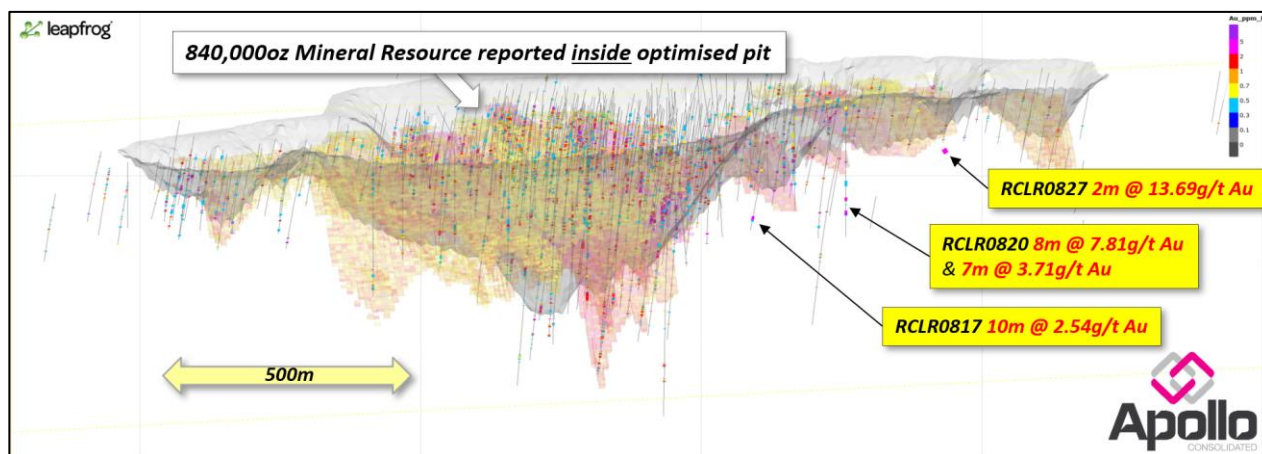 leapfrog
840,000oz Mineral Resource reported inside optimised pit
Au_ppm_
5
2
1
0.7
0.5
0.3
0.1
0
RCLR0827 2m @ 13.69g/t Au
RCLR0820 8m @ 7.81g/t Au
& 7m @ 3.71g/t Au
RCLR0817 10m @ 2.54g/t Au
500m
Apollo
CONSOLIDATED